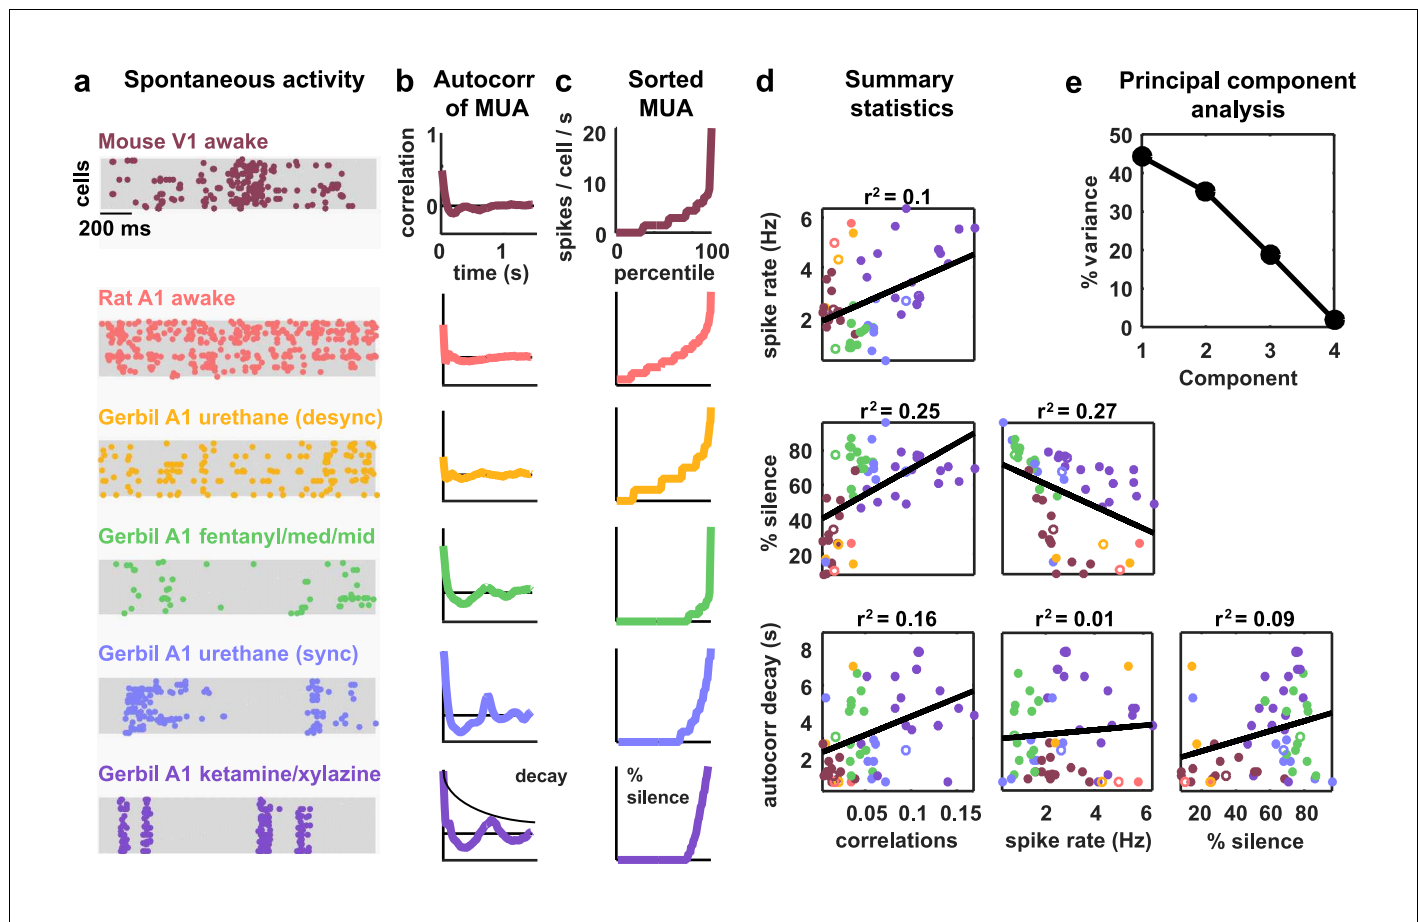 a Spontaneous activity
b Autocorr of MUA
c Sorted MUA
d Summary statistics
e Principal component analysis
Mouse V1 awake
cells
200 ms
Rat A1 awake
Gerbil A1 urethane (desync)
Gerbil A1 fentanyl/med/mid
Gerbil A1 urethane (sync)
Gerbil A1 ketamine/xylazine
correlation
1
0
0 1
time (s)
decay
spikes / cell / s
20
10
0
0 100
percentile
%
silence
r² = 0.1
spike rate (Hz)
6
4
2
r² = 0.25
% silence
80
60
40
20
r² = 0.27
r² = 0.16
autocorr decay (s)
8
6
4
2
0.05 0.1 0.15
correlations
r² = 0.01
2 4 6
spike rate (Hz)
r² = 0.09
20 40 60 80
% silence
% variance
50
40
30
20
10
0
1 2 3 4
Component